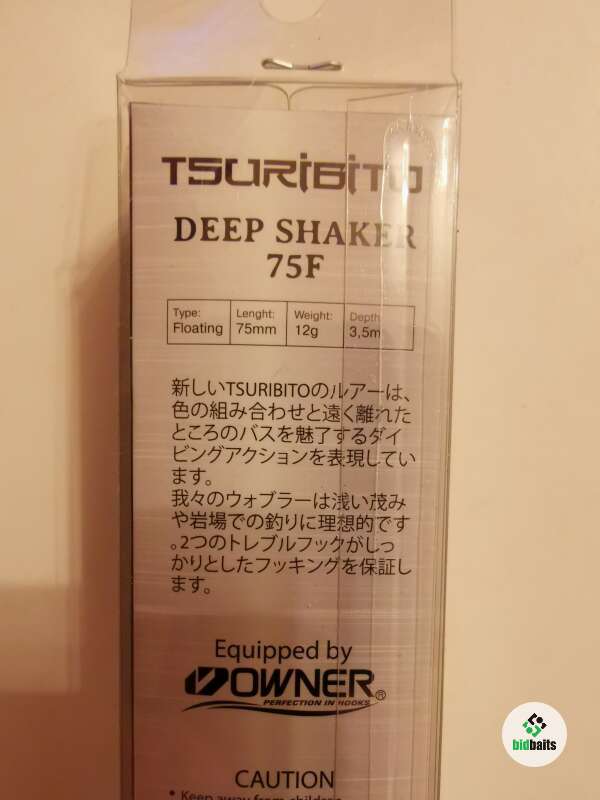 TSURIBITO
DEEP SHAKER
75F
Type: Lenght: Weight: Depth
Floating 75mm 12g 3,5m
新しいTSURIBITOのルアーは、
色の組み合わせと遠く離れた
ところのバスを魅了するダイ
ビングアクションを表現してい
ます。
我々のウォブラーは浅い茂み
や岩場での釣りに理想的です
。2つのトレブルフックがしっ
かりとしたフッキングを保証し
ます。
Equipped by
OWNER®
PERFECTION IN HOOKS
CAUTION
* Keep away from children
bidbaits